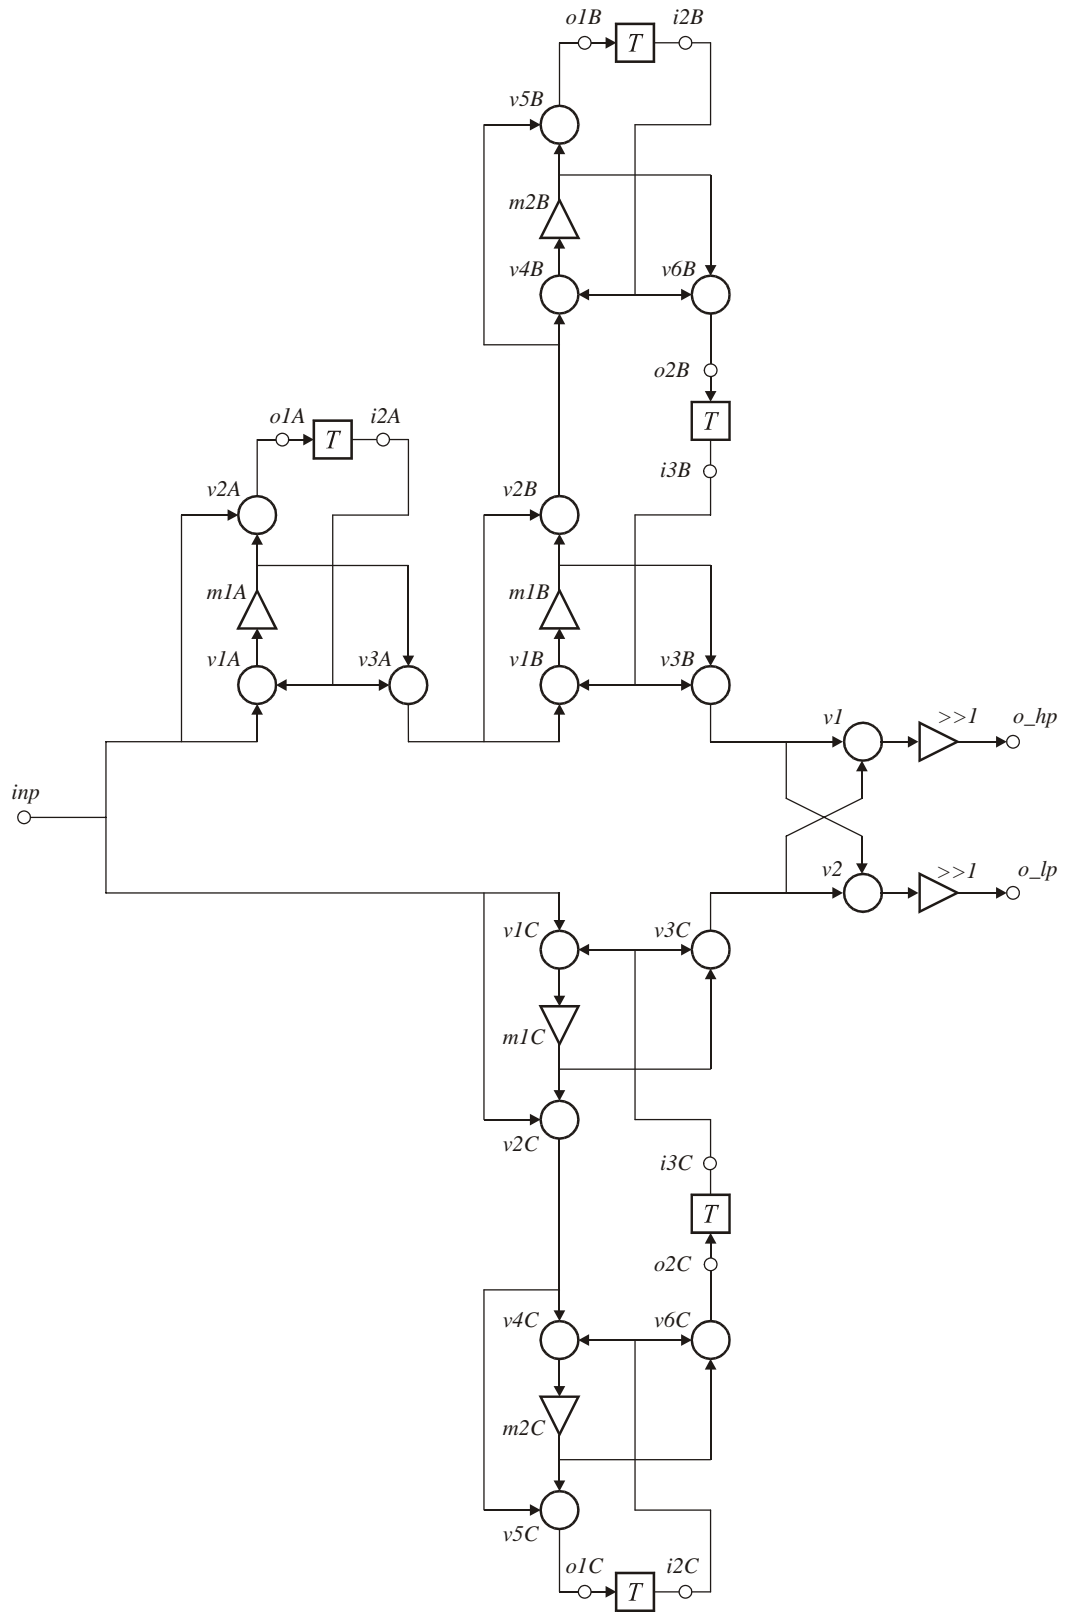 o1B
i2B
T
v5B
m2B
v4B
v6B
o2B
T
o1A
i2A
T
i3B
v2A
v2B
m1A
m1B
v1A
v3A
v1B
v3B
v1
>>1
o_hp
inp
v2
>>1
o_lp
v1C
v3C
m1C
v2C
i3C
T
o2C
v4C
v6C
m2C
v5C
o1C
i2C
T